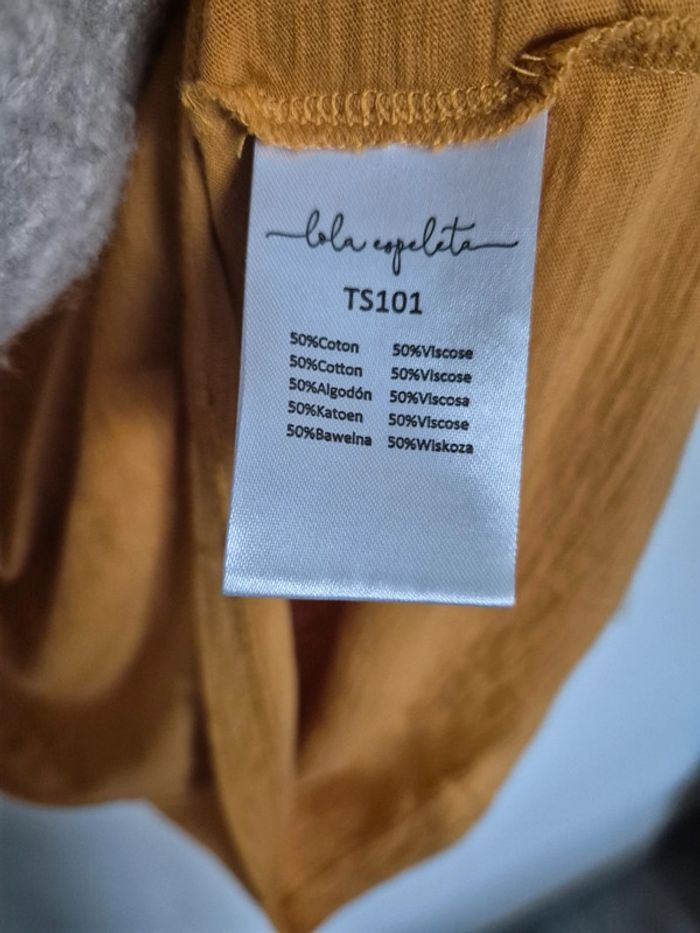 lola espeleta
TS101
50%Coton 50%Viscose
50%Cotton 50%Viscose
50%Algodón 50%Viscosa
50%Katoen 50%Viscose
50%Bawelna 50%Wiskoza